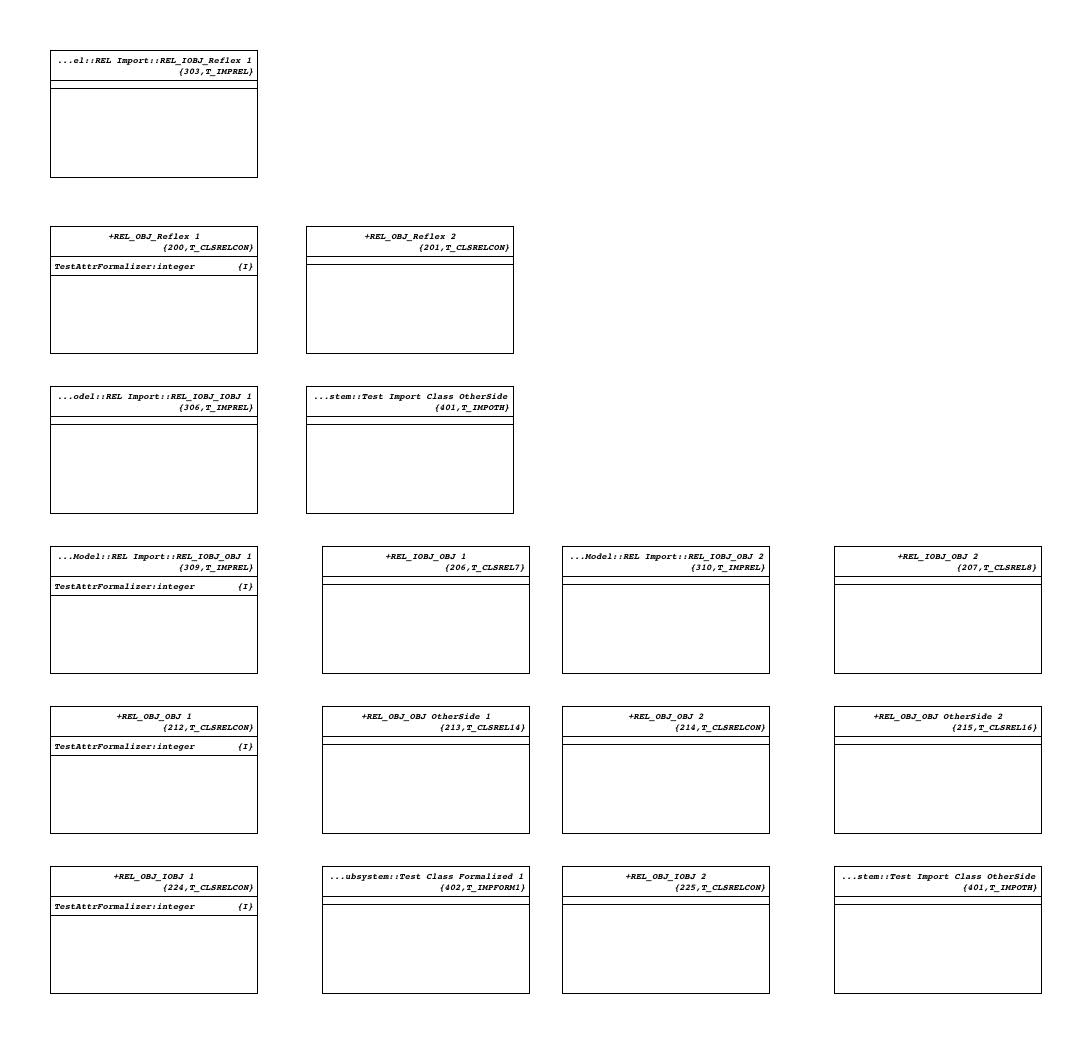 ...el::REL Import::REL_IOBJ_Reflex 1
{303,T_IMPREL}
+REL_OBJ_Reflex 1
{200,T_CLSRELCON}
TestAttrFormalizer:integer {I}
+REL_OBJ_Reflex 2
{201,T_CLSRELCON}
...odel::REL Import::REL_IOBJ_IOBJ 1
{306,T_IMPREL}
...stem::Test Import Class OtherSide
{401,T_IMPOTH}
...Model::REL Import::REL_IOBJ_OBJ 1
{309,T_IMPREL}
TestAttrFormalizer:integer {I}
+REL_IOBJ_OBJ 1
{206,T_CLSREL7}
...Model::REL Import::REL_IOBJ_OBJ 2
{310,T_IMPREL}
+REL_IOBJ_OBJ 2
{207,T_CLSREL8}
+REL_OBJ_OBJ 1
{212,T_CLSRELCON}
TestAttrFormalizer:integer {I}
+REL_OBJ_OBJ OtherSide 1
{213,T_CLSREL14}
+REL_OBJ_OBJ 2
{214,T_CLSRELCON}
+REL_OBJ_OBJ OtherSide 2
{215,T_CLSREL16}
+REL_OBJ_IOBJ 1
{224,T_CLSRELCON}
TestAttrFormalizer:integer {I}
...ubsystem::Test Class Formalized 1
{402,T_IMPFORM1}
+REL_OBJ_IOBJ 2
{225,T_CLSRELCON}
...stem::Test Import Class OtherSide
{401,T_IMPOTH}